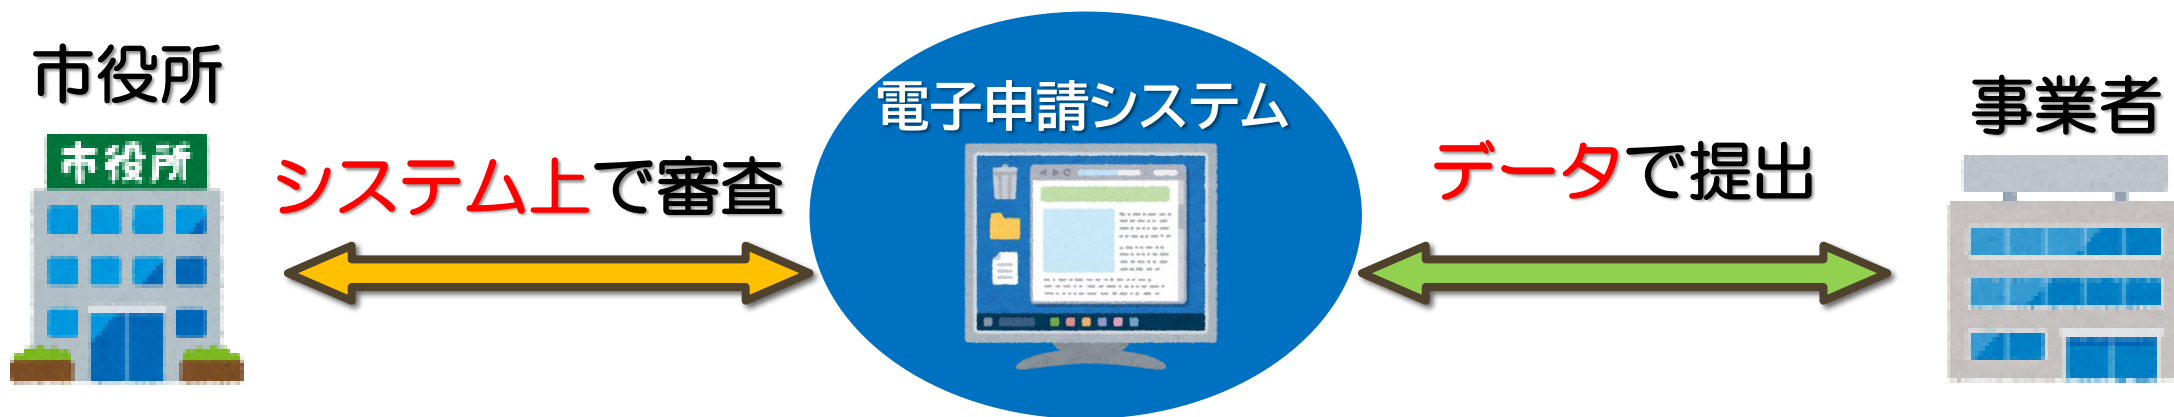 市役所
市役所
システム上で審査
電子申請システム
データで提出
事業者